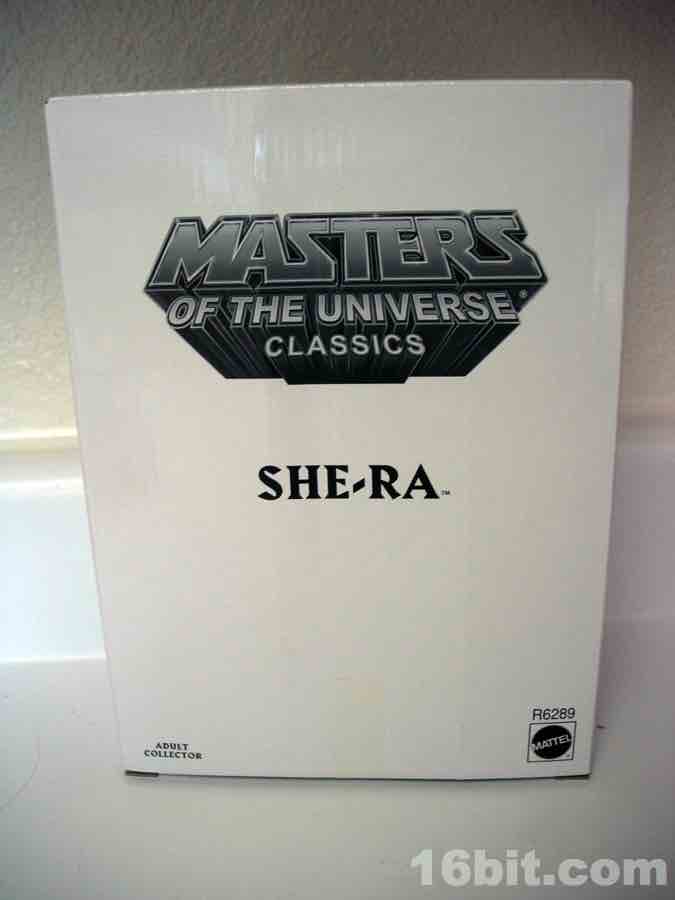 MASTERS
OF THE UNIVERSE®
CLASSICS
SHE-RA™
R6289
MATTEL
ADULT
COLLECTOR
16bit.com